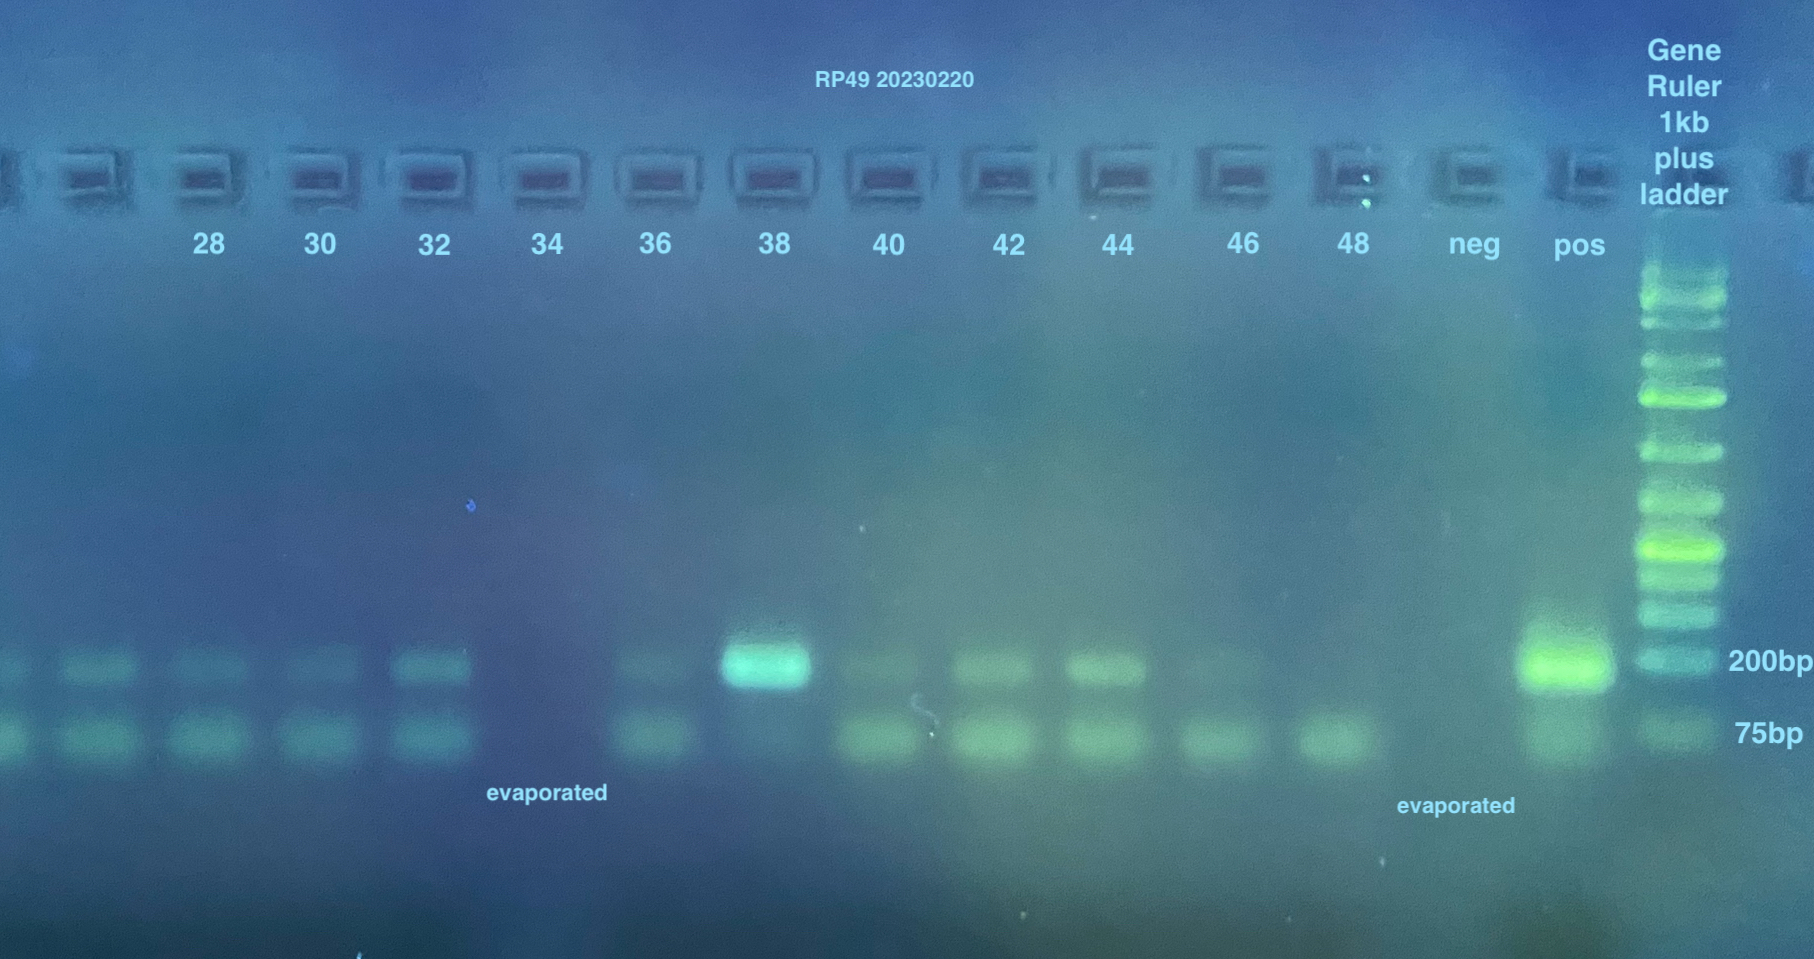 Gene
Ruler
1kb
plus
ladder
RP49 20230220
28 30 32 34 36 38 40 42 44 46 48 neg pos
200bp
75bp
evaporated
evaporated